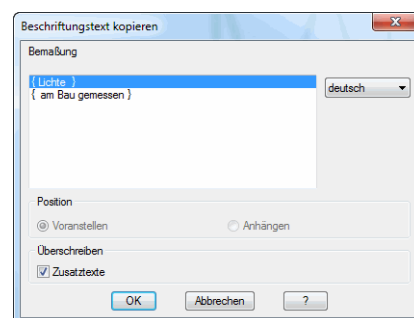 Beschriftungstext kopieren
Bemaßung
{ Lichte }
{ am Bau gemessen }
deutsch
Position
Voranstellen
Anhängen
Überschreiben
Zusatztexte
OK
Abbrechen
?